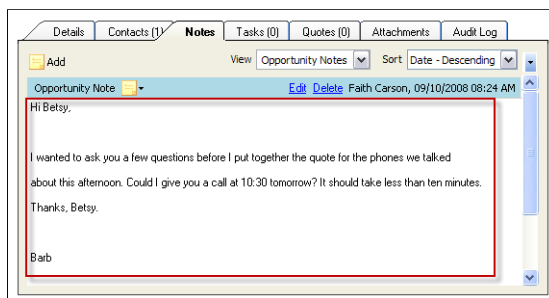 Details Contacts (1) Notes Tasks (0) Quotes (0) Attachments Audit Log
Add View Opportunity Notes Sort Date - Descending
Opportunity Note Edit Delete Faith Carson, 09/10/2008 08:24 AM
Hi Betsy,
I wanted to ask you a few questions before I put together the quote for the phones we talked
about this afternoon. Could I give you a call at 10:30 tomorrow? It should take less than ten minutes.
Thanks, Betsy.
Barb